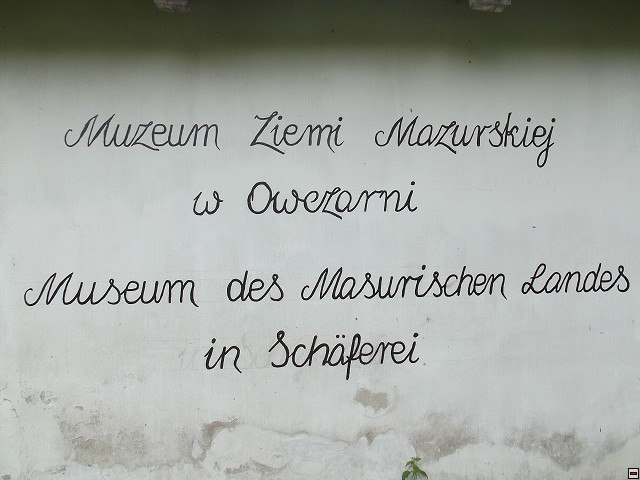 Muzeum Ziemi Mazurskiej
w Owczarni
Museum des Masurischen Landes
in Schäferei